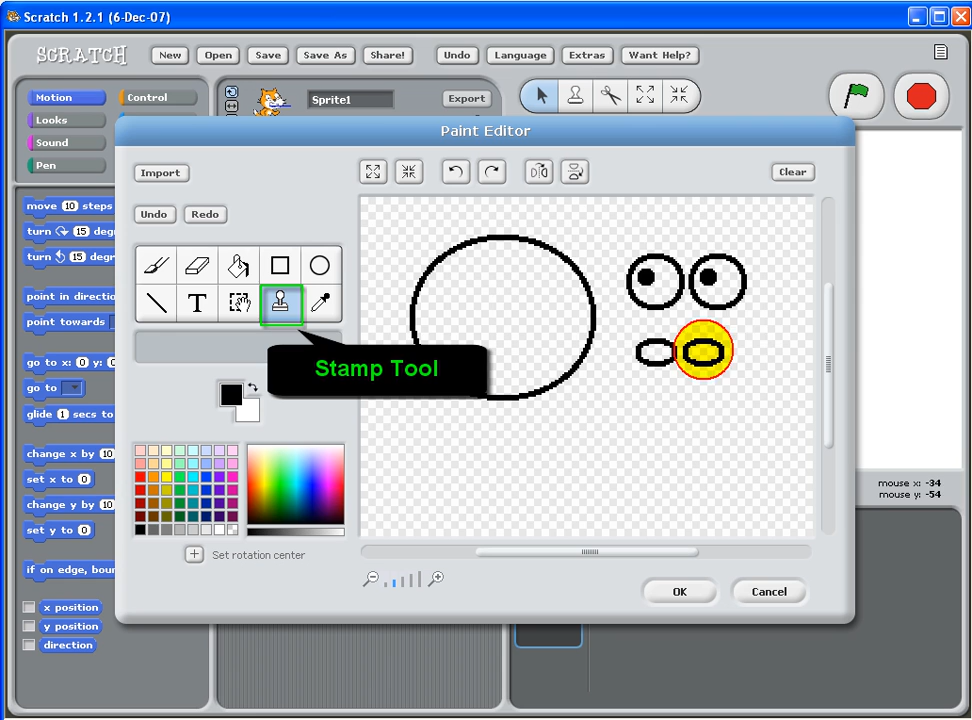 Scratch 1.2.1 (6-Dec-07)
SCRATCH New Open Save Save As Share! Undo Language Extras Want Help?
Motion Control
Looks
Sound
Pen
Sprite1 Export
Paint Editor
Import Clear
Undo Redo
T
Stamp Tool
Set rotation center
OK Cancel
move 10 steps
turn 15
turn 15
point in
point towards
go to x: 0 y:
go to
glide 1 secs to
change x by 10
set x to 0
change y by 10
set y to 0
if on edge,
x position
y position
direction
mouse x: -34
mouse y: -54